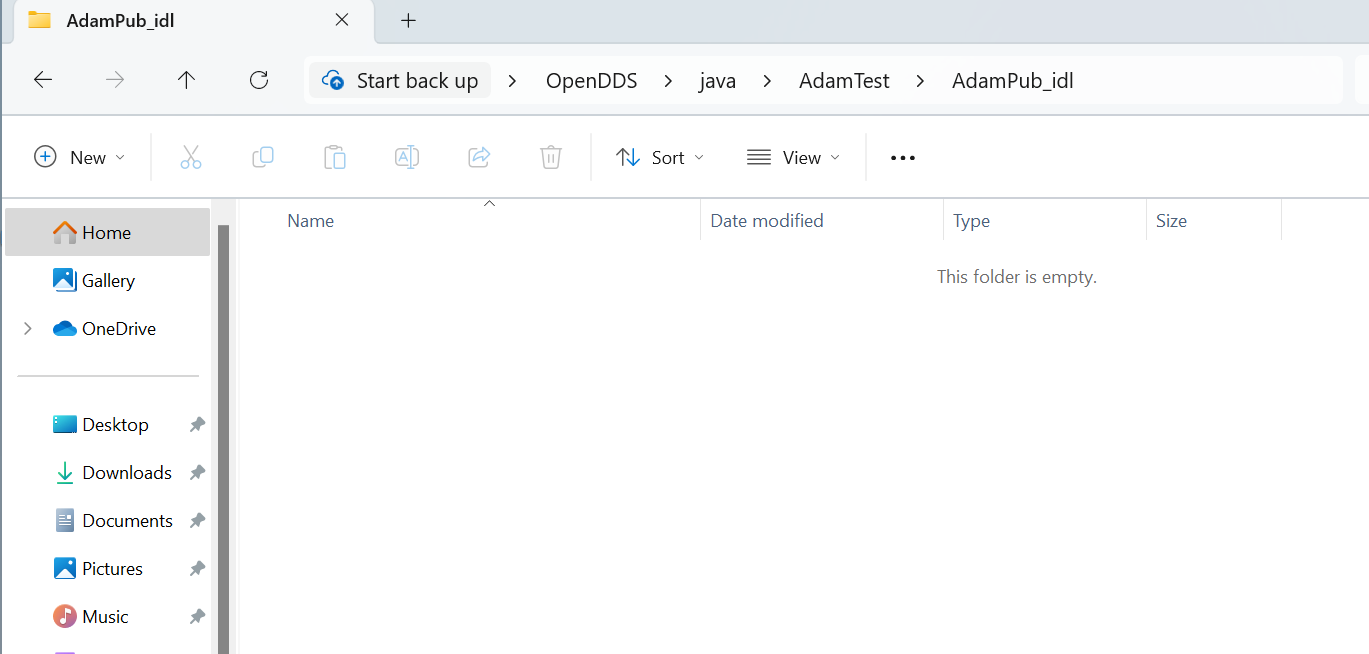 AdamPub_idl
Start back up > OpenDDS > java > AdamTest > AdamPub_idl
New Sort View
Name Date modified Type Size
This folder is empty.
Home
Gallery
OneDrive
Desktop
Downloads
Documents
Pictures
Music